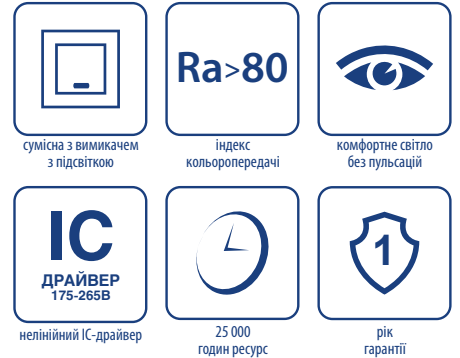 Ra>80
сумісна з вимикачем
з підсвіткою
індекс
кольоропередачі
комфортне світло
без пульсацій
IC
ДРАЙВЕР
175-265В
1
нелінійний ІС-драйвер
25 000
годин ресурс
рік
гарантії